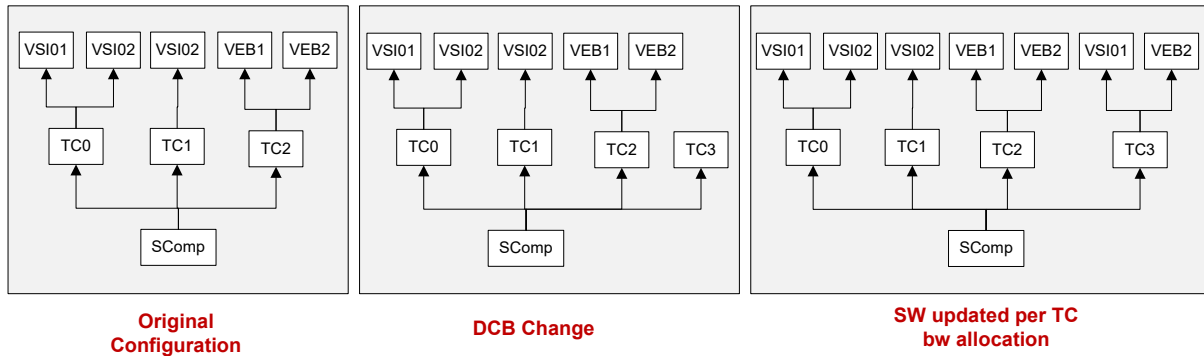 VSI01 VSI02 VSI02 VEB1 VEB2
TC0 TC1 TC2
SComp
Original
Configuration
VSI01 VSI02 VSI02 VEB1 VEB2
TC0 TC1 TC2 TC3
SComp
DCB Change
VSI01 VSI02 VSI02 VEB1 VEB2 VSI01 VEB2
TC0 TC1 TC2 TC3
SComp
SW updated per TC
bw allocation